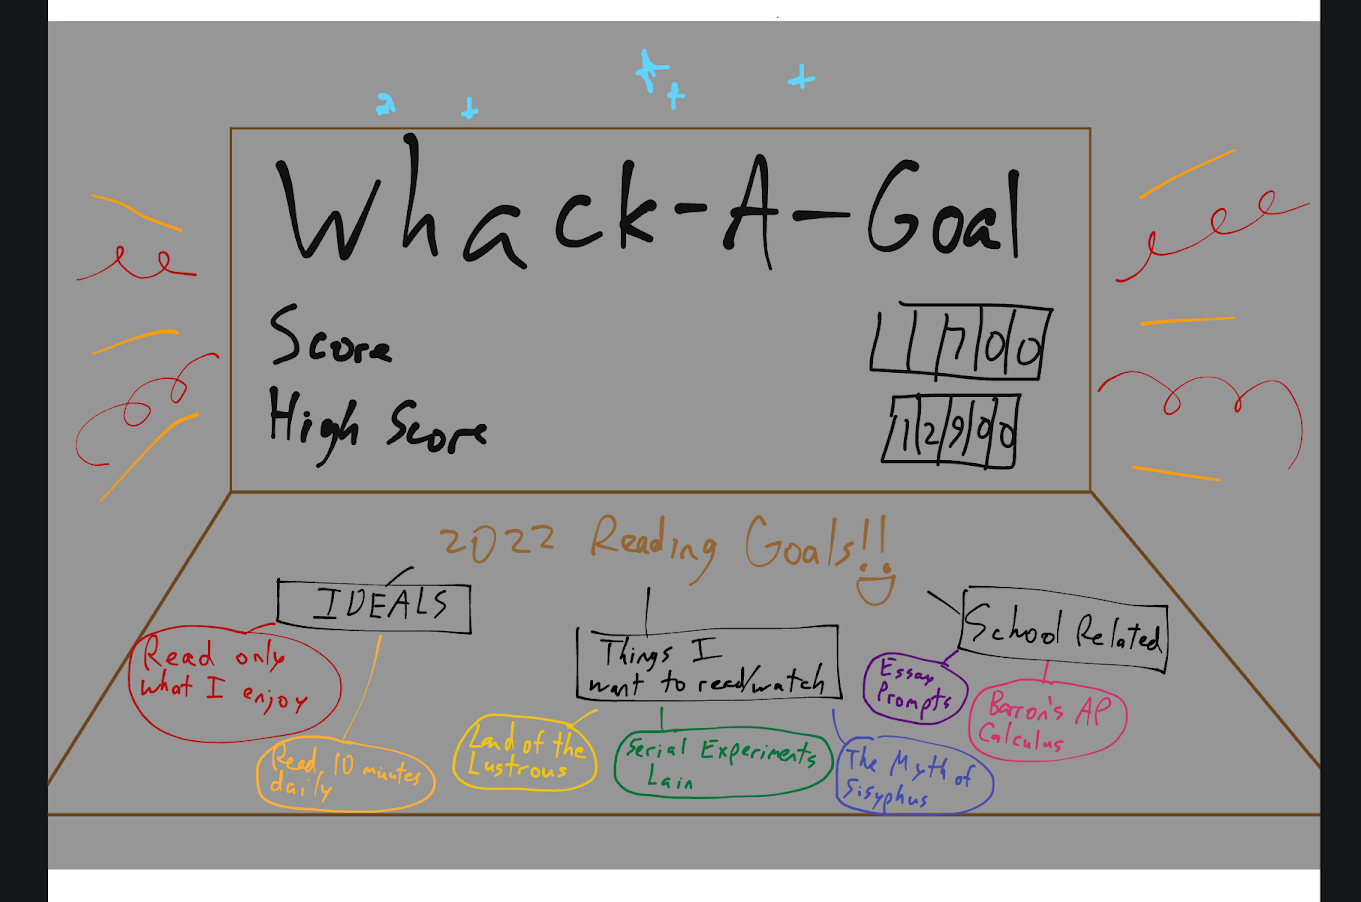 Whack-A-Goal
Score 11700
High Score 12900
2022 Reading Goals!!
IDEALS
Read only
what I enjoy
Read 10 minutes
daily
Things I
want to read/watch
Land of the
Lustrous
Serial Experiments
Lain
The Myth of
Sisyphus
School Related
Essay
Prompts
Barron's AP
Calculus